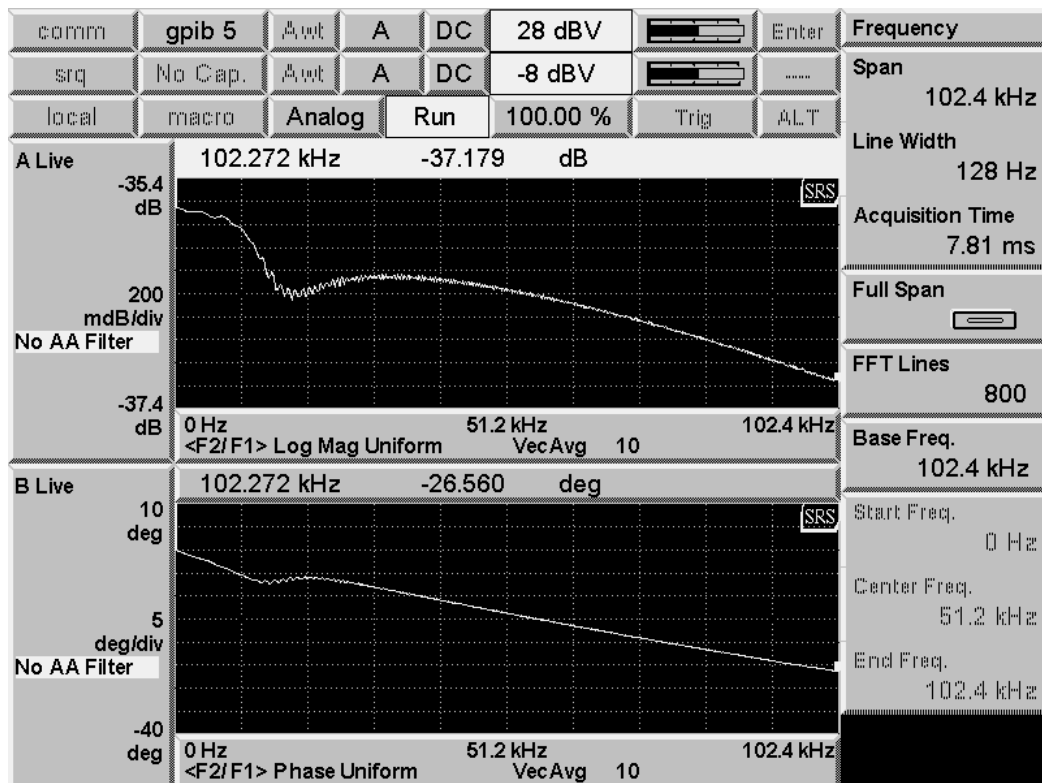 comm gpib 5 Awt A DC 28 dBV Enter
srq No Cap. Awt A DC -8 dBV
local macro Analog Run 100.00 % Trig ALT
A Live 102.272 kHz -37.179 dB
-35.4
dB
SRS
200
mdB/div
No AA Filter
-37.4
dB
0 Hz 51.2 kHz 102.4 kHz
<F2/F1> Log Mag Uniform VecAvg 10
B Live 102.272 kHz -26.560 deg
10
deg
SRS
5
deg/div
No AA Filter
-40
deg
0 Hz 51.2 kHz 102.4 kHz
<F2/F1> Phase Uniform VecAvg 10
Frequency
Span
102.4 kHz
Line Width
128 Hz
Acquisition Time
7.81 ms
Full Span
FFT Lines
800
Base Freq.
102.4 kHz
Start Freq.
0 Hz
Center Freq.
51.2 kHz
End Freq.
102.4 kHz